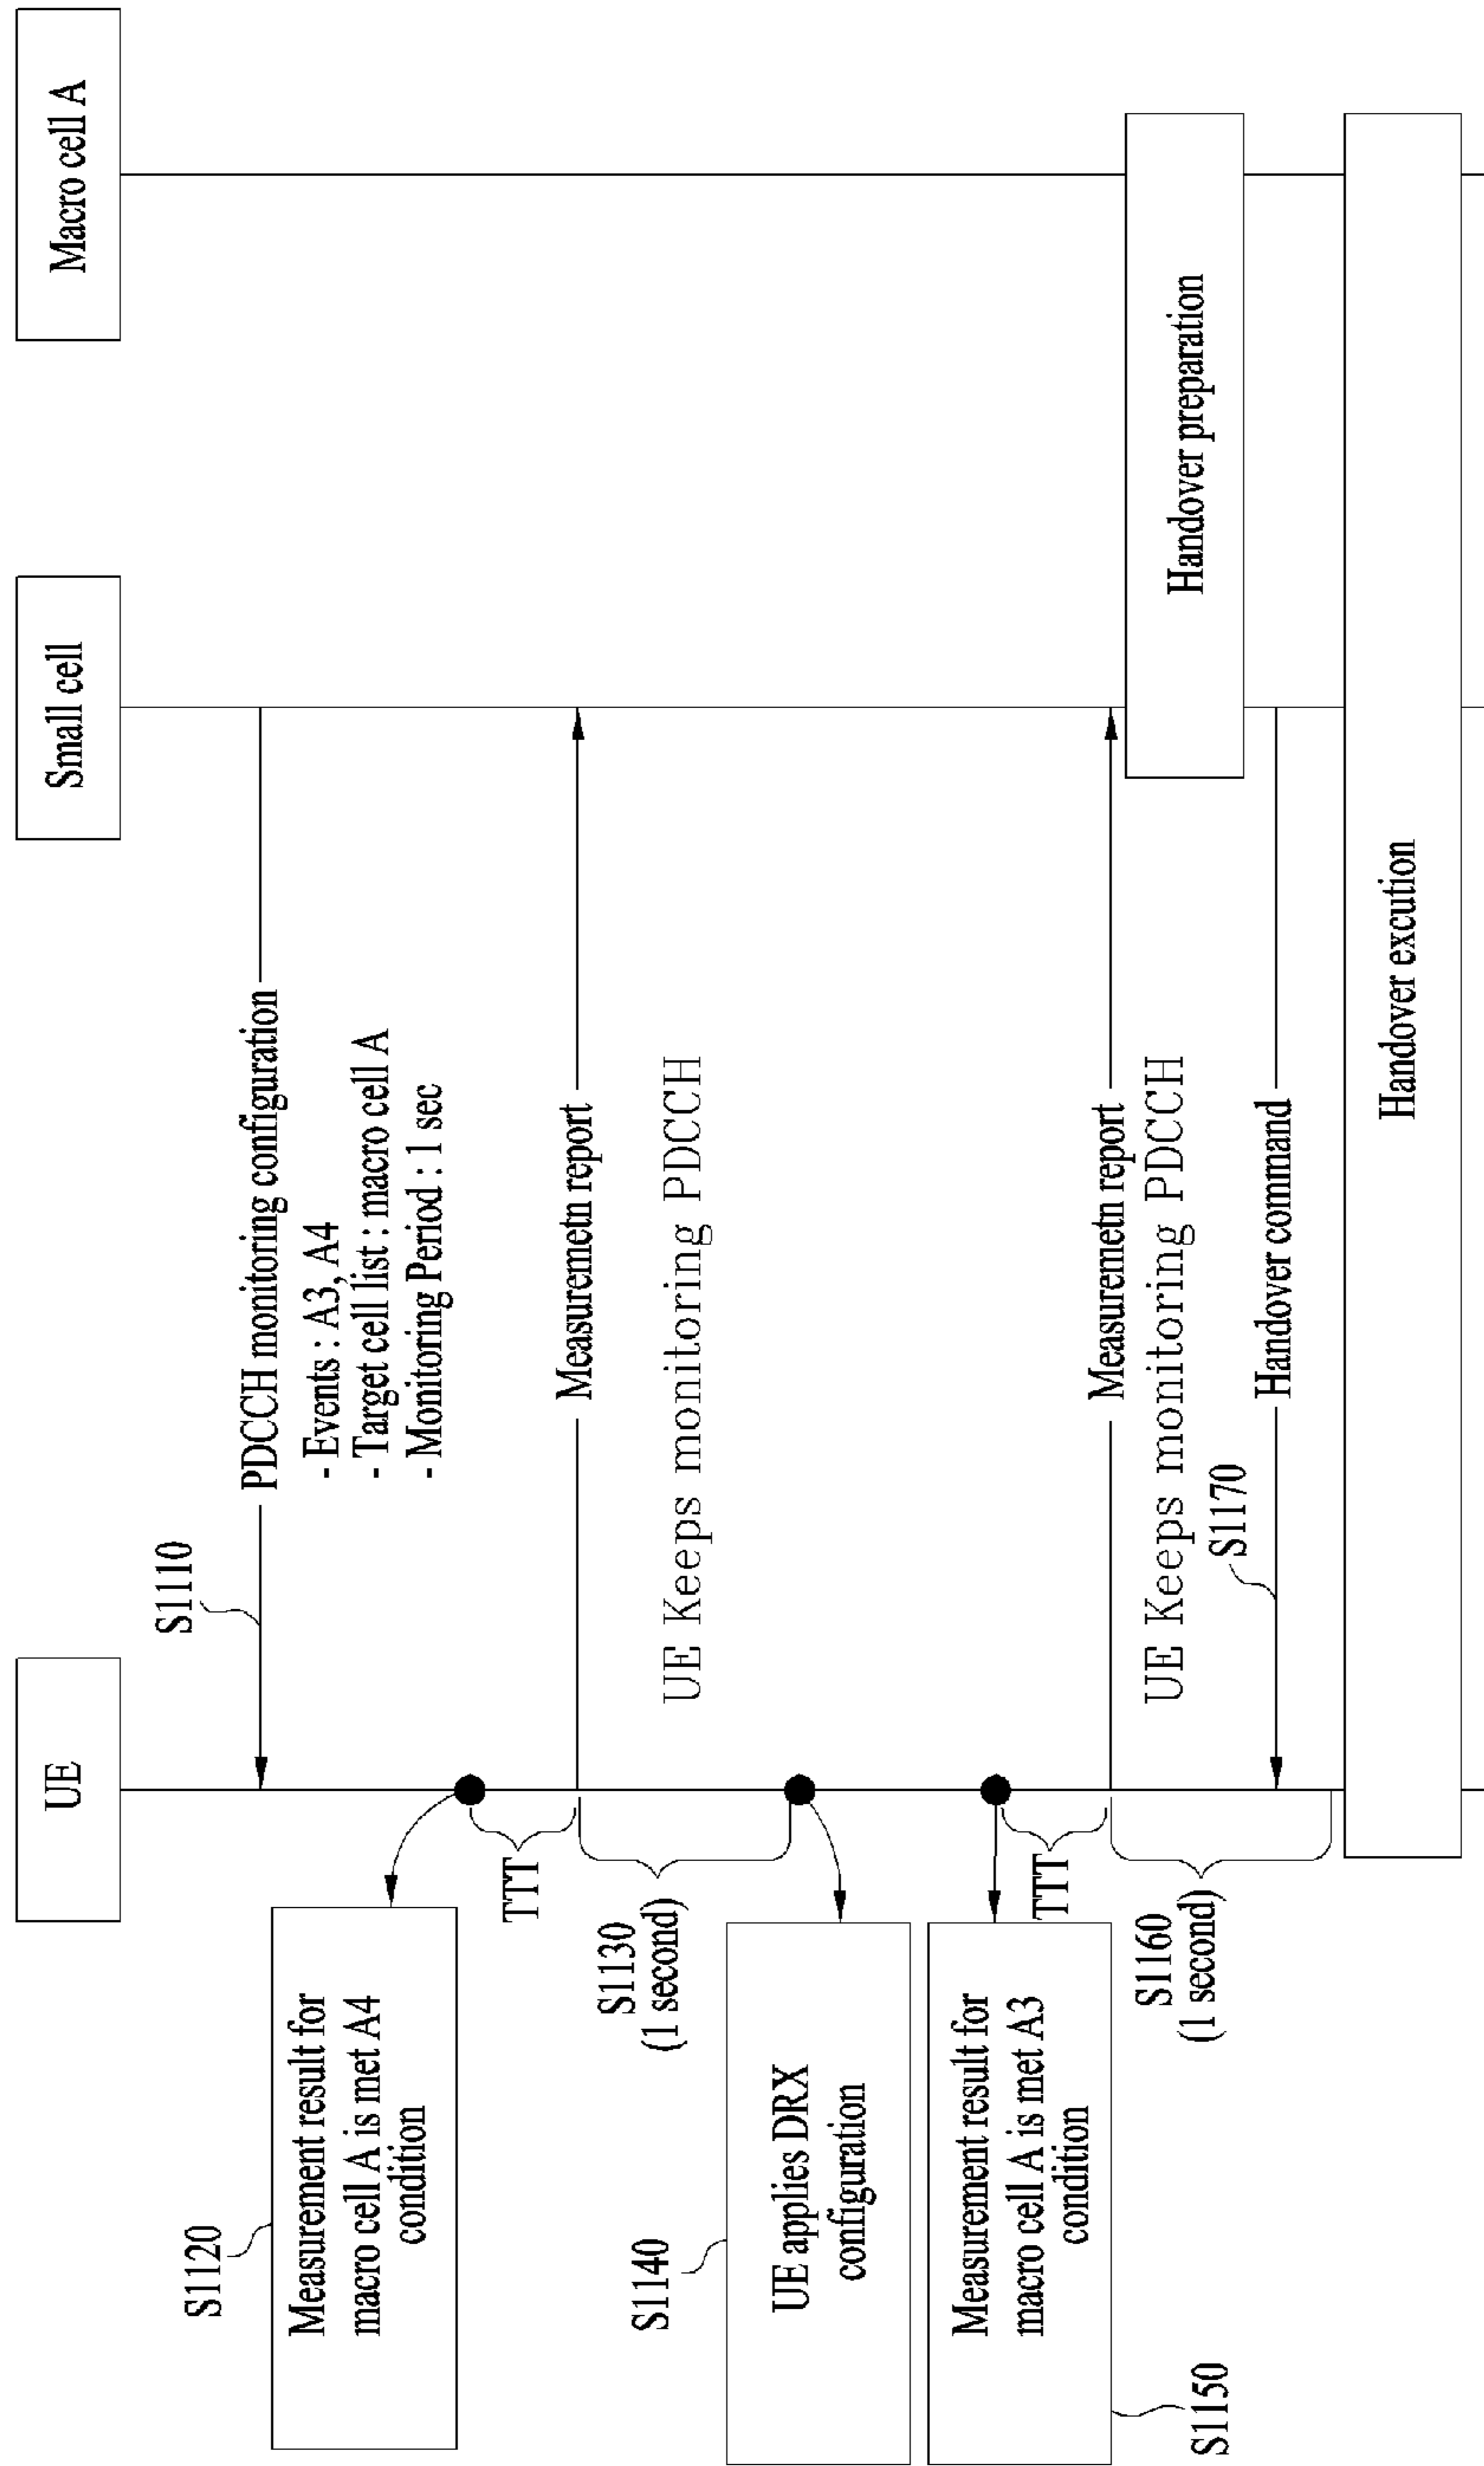 UE
Small cell
Macro cell A
S1110
PDCCH monitoring configuration
- Events : A3, A4
- Target cell list : macro cell A
- Monitoring Period : 1 sec
S1120
Measurement result for
macro cell A is met A4
condition
TTT
Measuremetn report
S1130
(1 second)
UE Keeps monitoring PDCCH
S1140
UE applies DRX
configuration
Measurement result for
macro cell A is met A3
condition
S1150
TTT
Measuremetn report
S1160
(1 second)
UE Keeps monitoring PDCCH
Handover preparation
S1170
Handover command
Handover excution